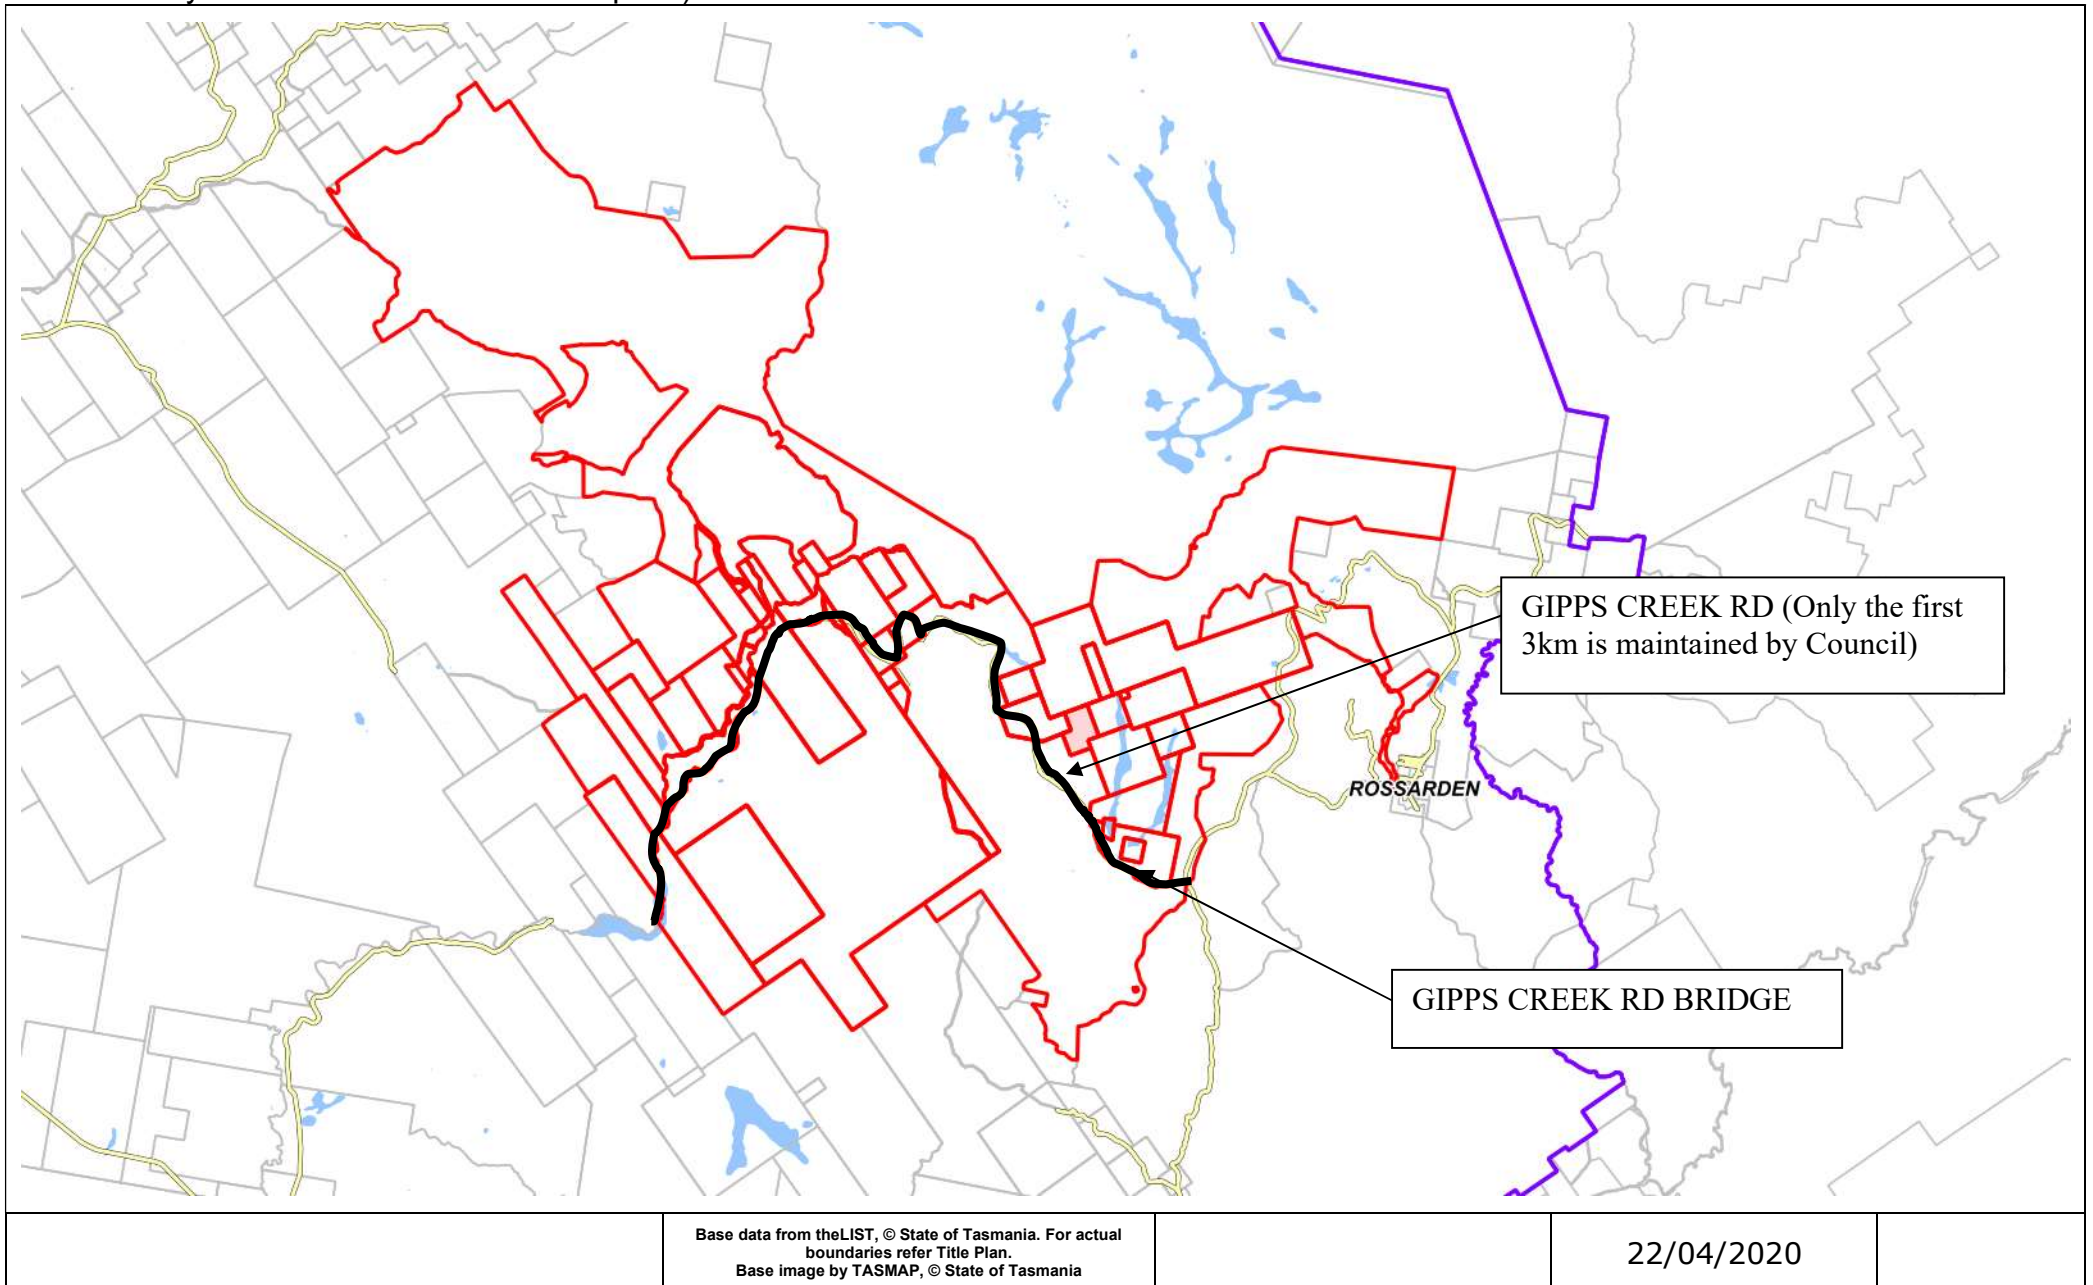 GIPPS CREEK RD (Only the first
3km is maintained by Council)
ROSSARDEN
GIPPS CREEK RD BRIDGE
Base data from theLIST, © State of Tasmania. For actual
boundaries refer Title Plan.
Base image by TASMAP, © State of Tasmania
22/04/2020